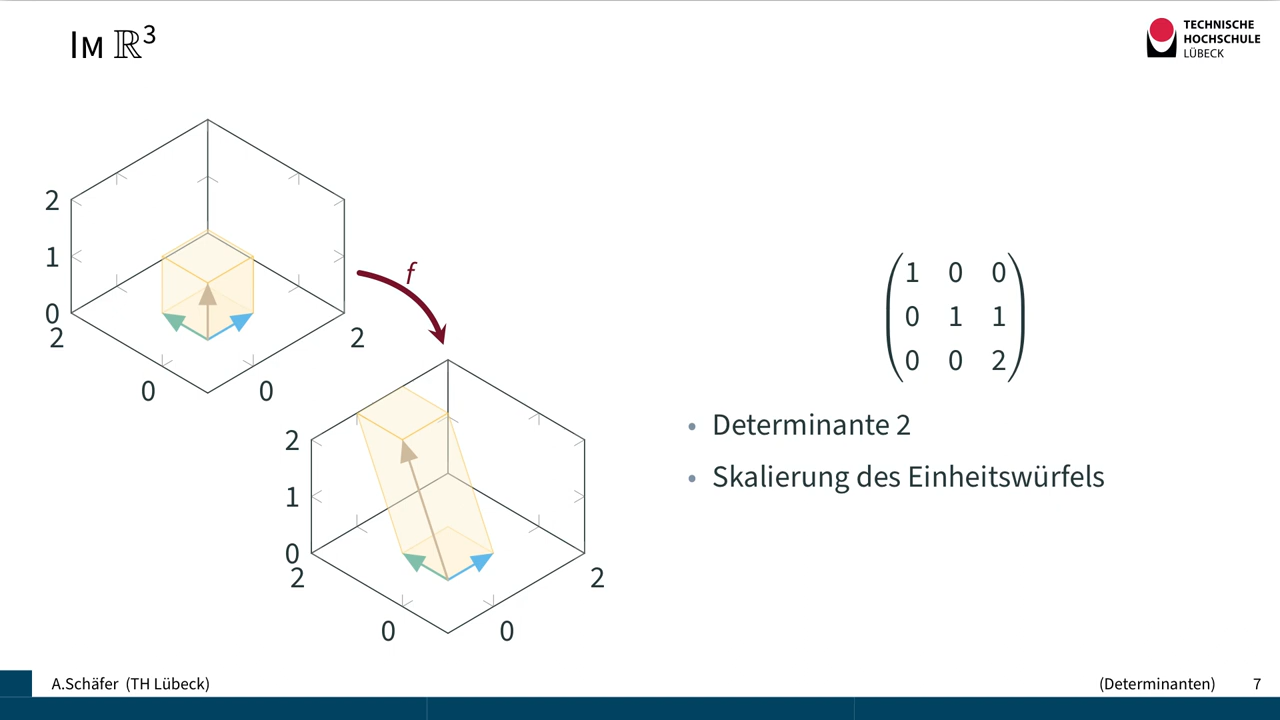 Im ℝ³
TECHNISCHE
HOCHSCHULE
LÜBECK
2
1
0
2
2
0
0
f
2
1
0
2
2
0
0
1 0 0
0 1 1
0 0 2
• Determinante 2
• Skalierung des Einheitswürfels
A.Schäfer (TH Lübeck)
(Determinanten)
7